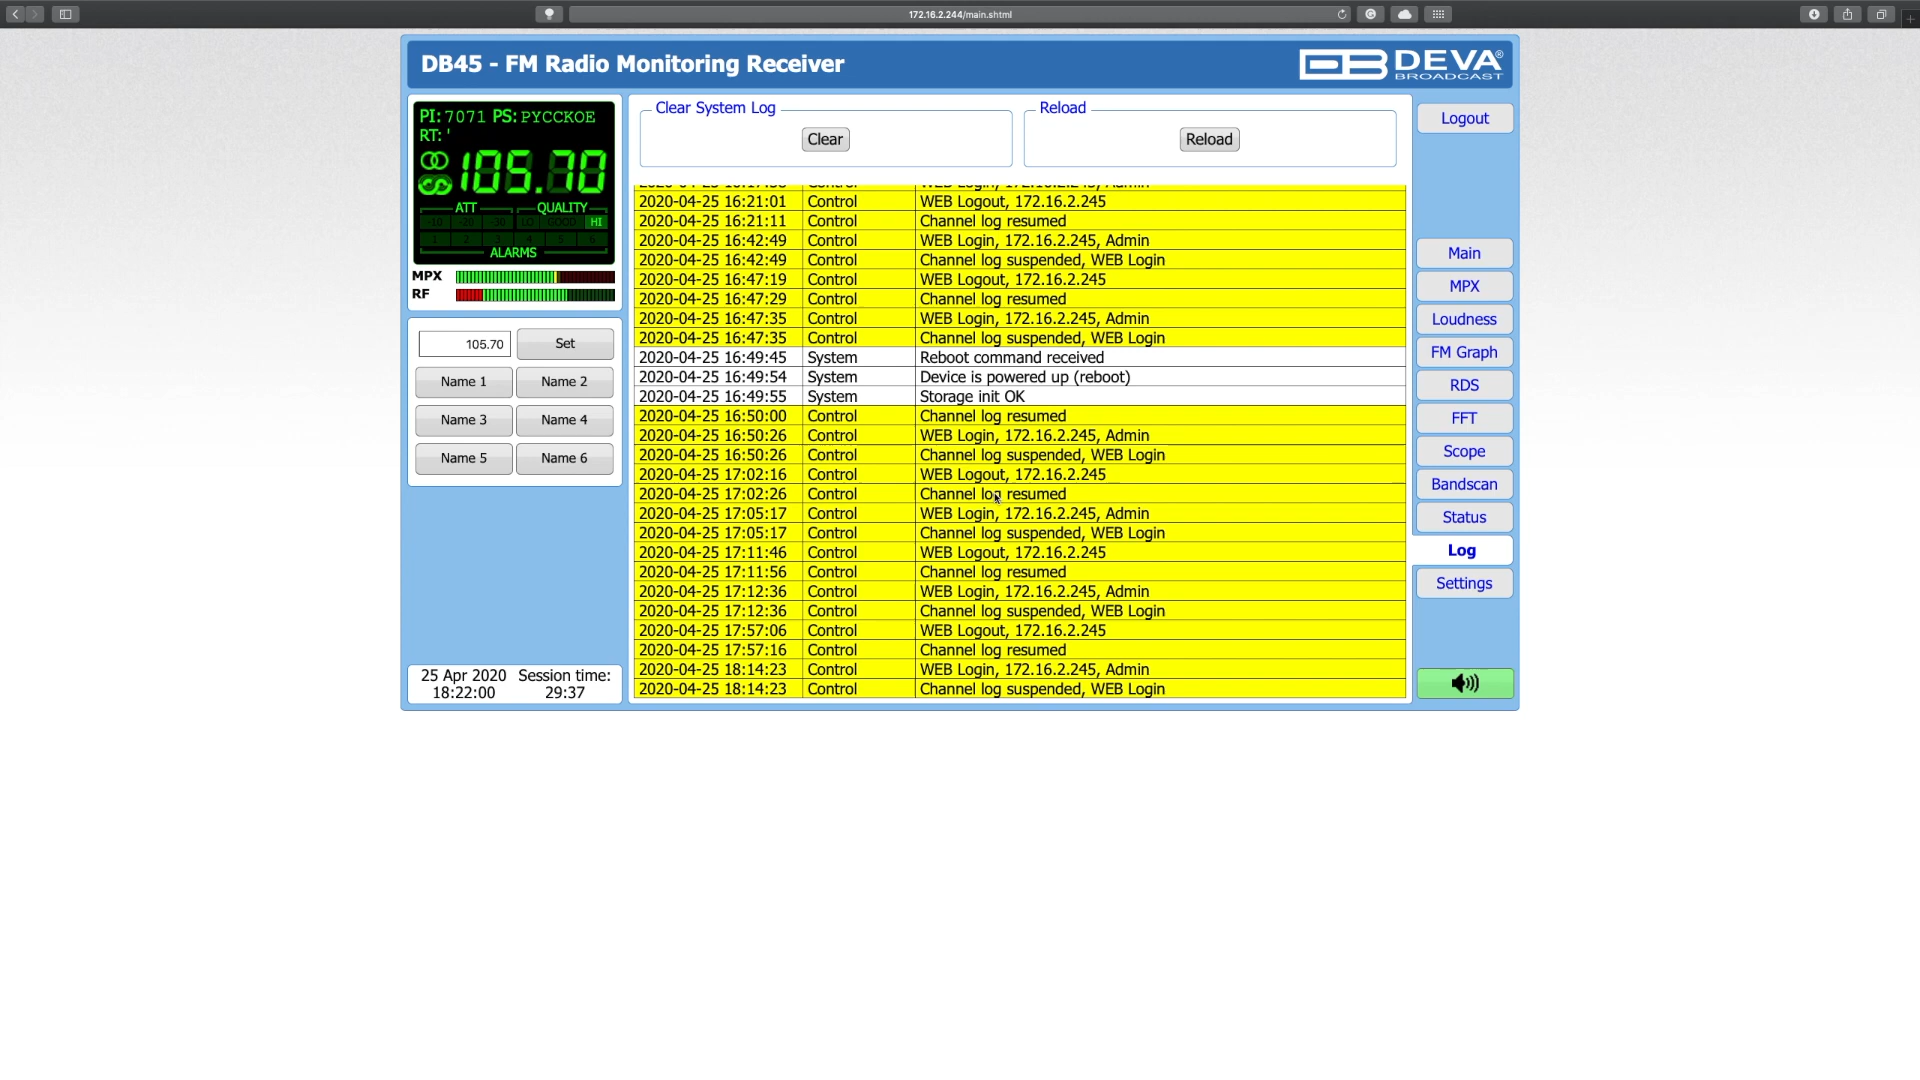 172.16.2.244/main.shtml
DB45 - FM Radio Monitoring Receiver
DEVA®
BROADCAST
PI: 7071 PS: РУССКОЕ
RT: '
105.70
ATT QUALITY
-10 -20 -30 LO GOOD HI
1 2 3 4 5 6
ALARMS
MPX
RF
105.70 Set
Name 1 Name 2
Name 3 Name 4
Name 5 Name 6
25 Apr 2020 Session time:
18:22:00 29:37
Clear System Log
Clear
Reload
Reload
2020-04-25 16:21:01 Control WEB Logout, 172.16.2.245
2020-04-25 16:21:11 Control Channel log resumed
2020-04-25 16:42:49 Control WEB Login, 172.16.2.245, Admin
2020-04-25 16:42:49 Control Channel log suspended, WEB Login
2020-04-25 16:47:19 Control WEB Logout, 172.16.2.245
2020-04-25 16:47:29 Control Channel log resumed
2020-04-25 16:47:35 Control WEB Login, 172.16.2.245, Admin
2020-04-25 16:47:35 Control Channel log suspended, WEB Login
2020-04-25 16:49:45 System Reboot command received
2020-04-25 16:49:54 System Device is powered up (reboot)
2020-04-25 16:49:55 System Storage init OK
2020-04-25 16:50:00 Control Channel log resumed
2020-04-25 16:50:26 Control WEB Login, 172.16.2.245, Admin
2020-04-25 16:50:26 Control Channel log suspended, WEB Login
2020-04-25 17:02:16 Control WEB Logout, 172.16.2.245
2020-04-25 17:02:26 Control Channel log resumed
2020-04-25 17:05:17 Control WEB Login, 172.16.2.245, Admin
2020-04-25 17:05:17 Control Channel log suspended, WEB Login
2020-04-25 17:11:46 Control WEB Logout, 172.16.2.245
2020-04-25 17:11:56 Control Channel log resumed
2020-04-25 17:12:36 Control WEB Login, 172.16.2.245, Admin
2020-04-25 17:12:36 Control Channel log suspended, WEB Login
2020-04-25 17:57:06 Control WEB Logout, 172.16.2.245
2020-04-25 17:57:16 Control Channel log resumed
2020-04-25 18:14:23 Control WEB Login, 172.16.2.245, Admin
2020-04-25 18:14:23 Control Channel log suspended, WEB Login
Logout
Main
MPX
Loudness
FM Graph
RDS
FFT
Scope
Bandscan
Status
Log
Settings